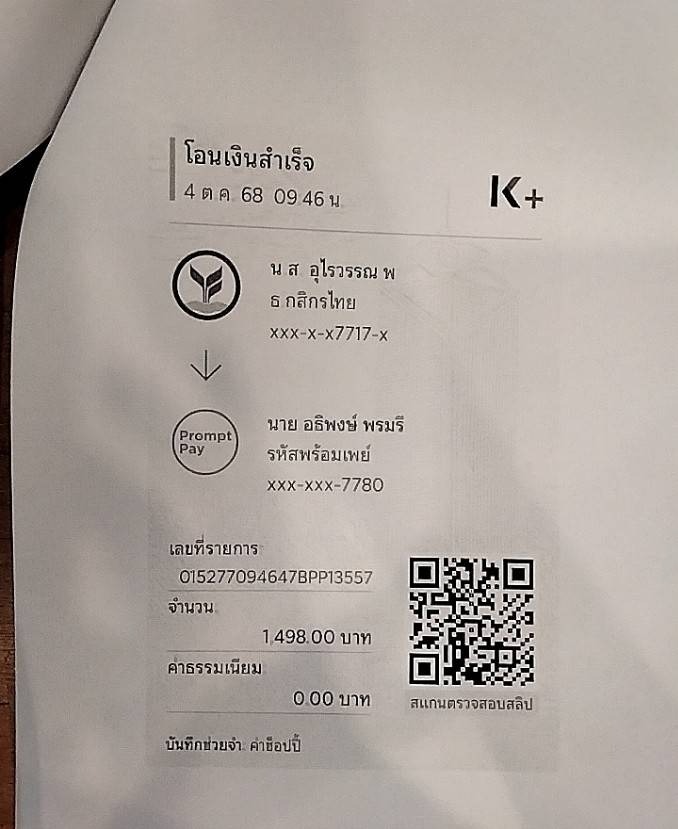 โอนเงินสำเร็จ
4 ต ค 68 09 46 น
K+
น ส อุไรวรรณ พ
ธ กสิกรไทย
xxx-x-x7717-x
Prompt
Pay
นาย อธิพงษ์ พรมรี
รหัสพร้อมเพย์
xxx-xxx-7780
เลขที่รายการ
015277094647BPP13557
จำนวน
1,498.00 บาท
ค่าธรรมเนียม
0.00 บาท
สแกนตรวจสอบสลิป
บันทึกช่วยจำ ค่าช็อปปี้